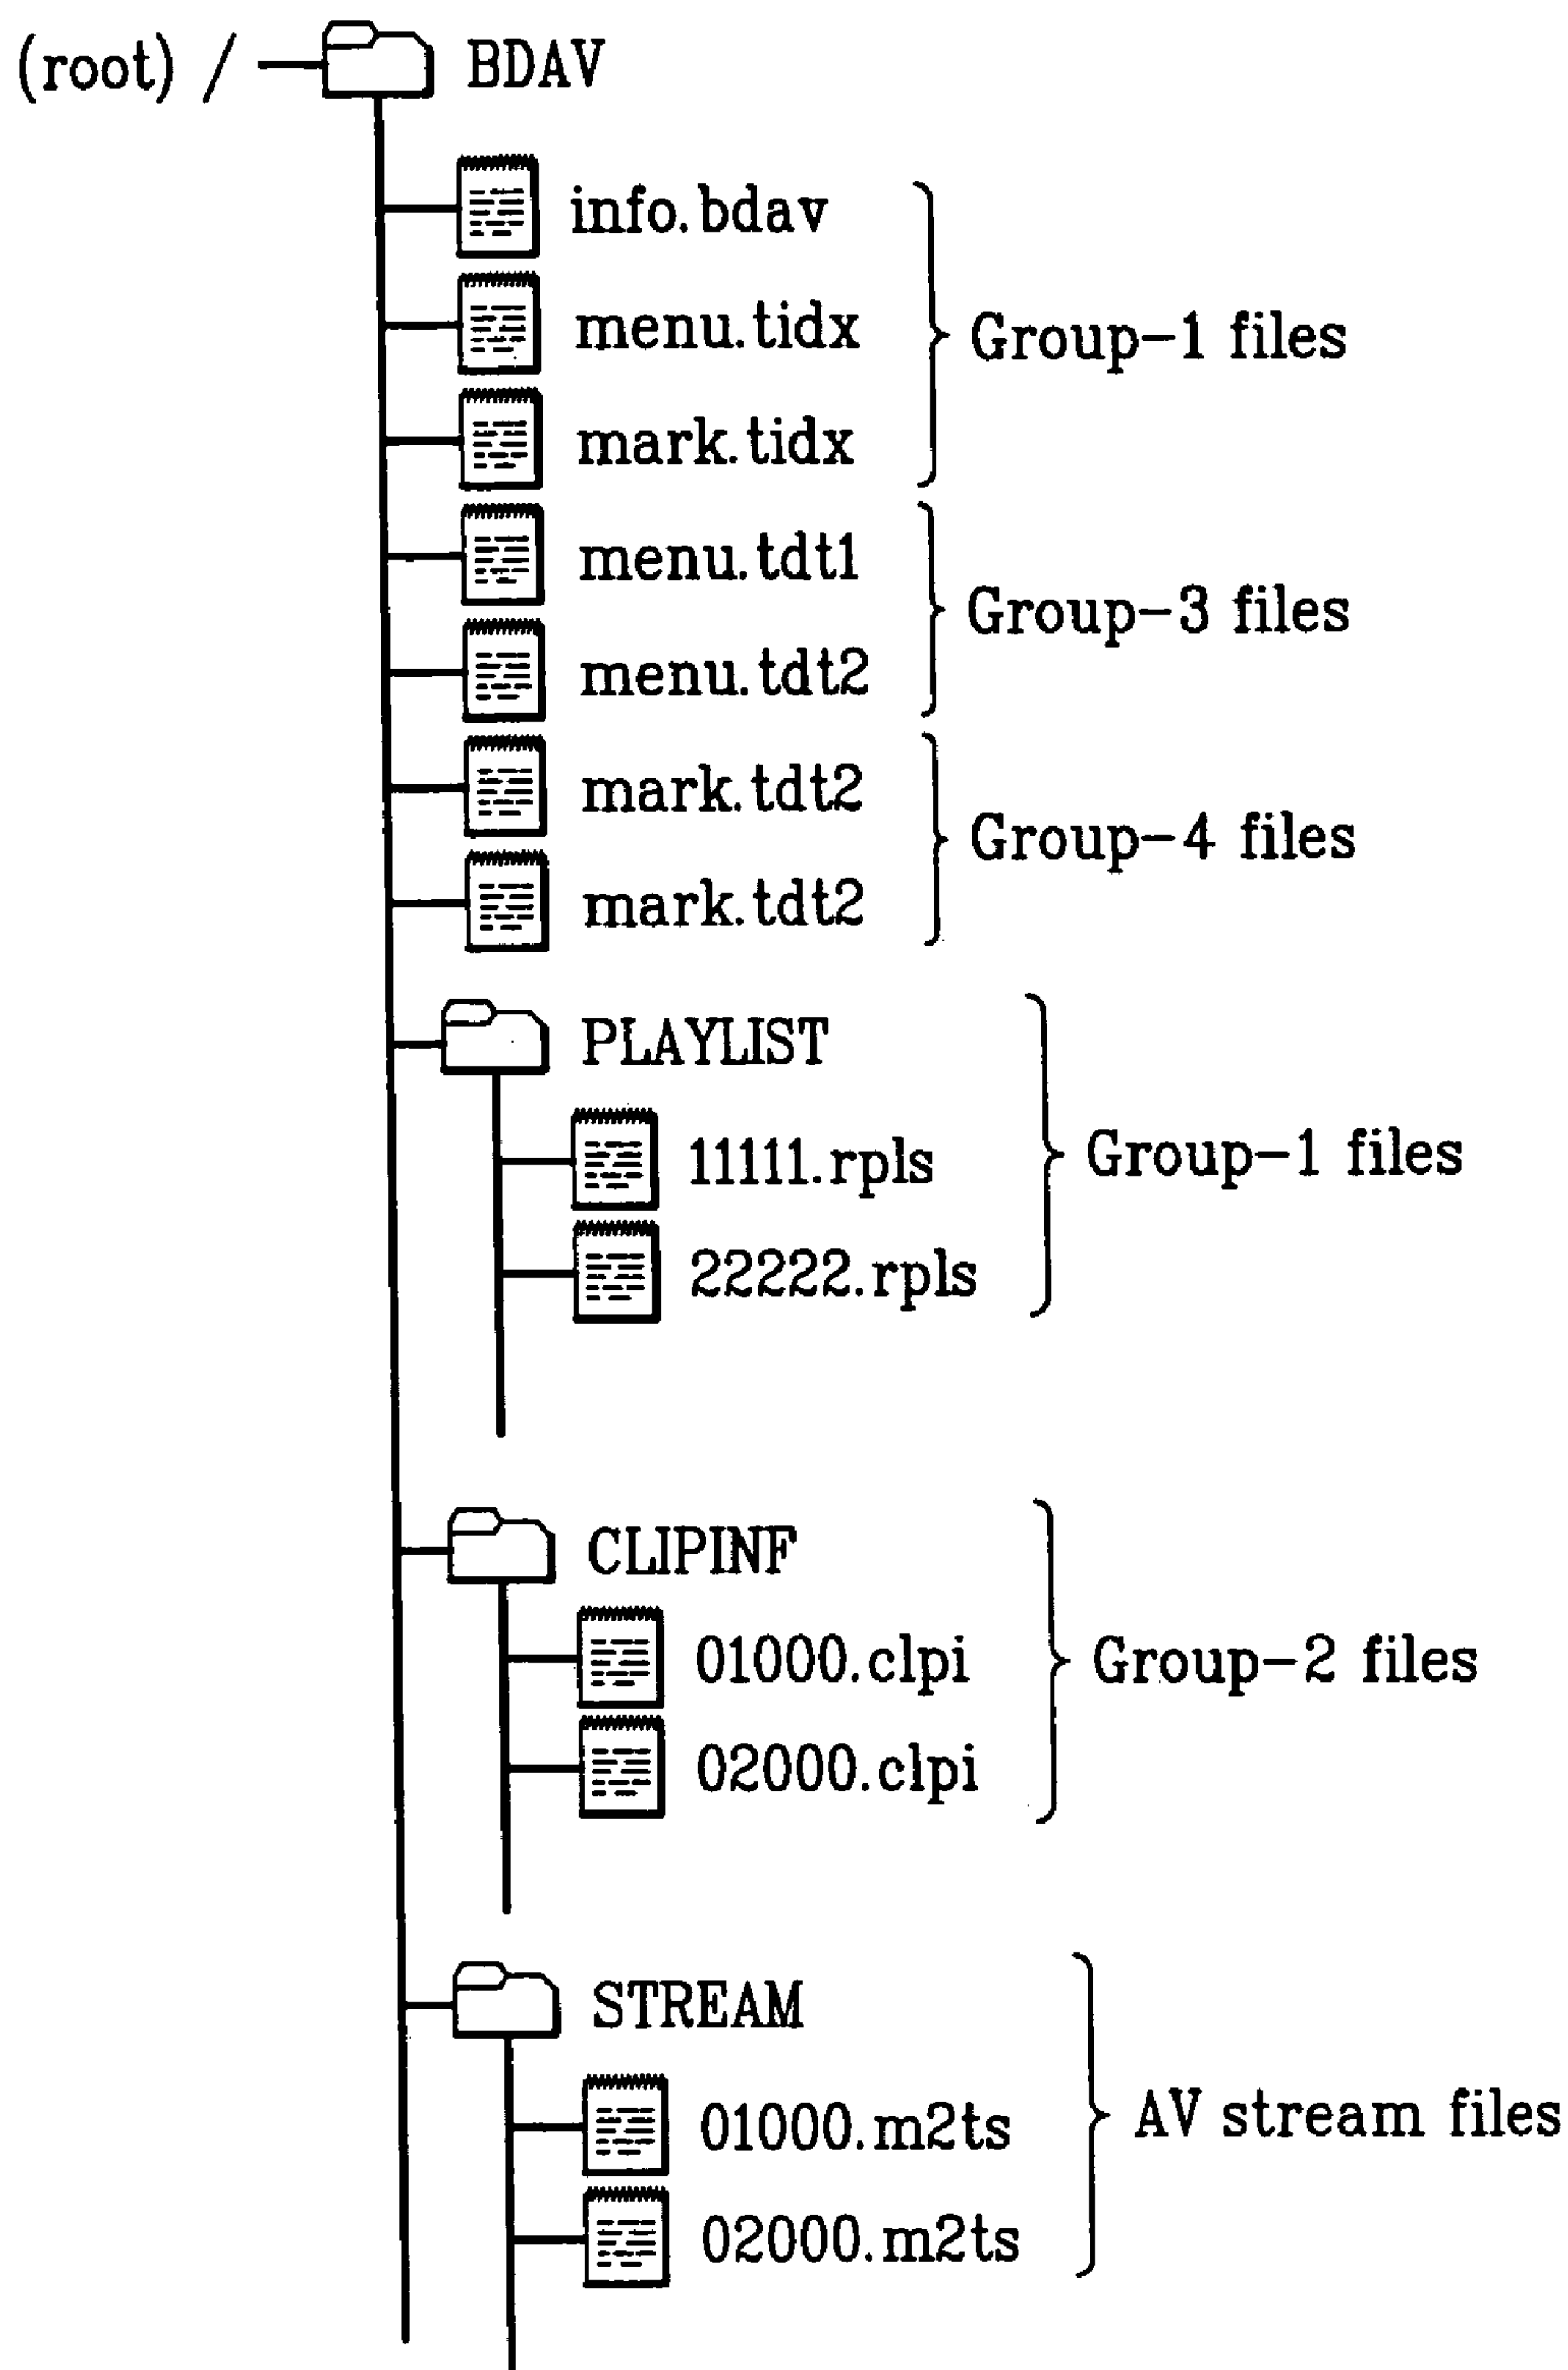 (root) / BDAV
info.bdav
menu.tidx
Group-1 files
mark.tidx
menu.tdt1
Group-3 files
menu.tdt2
mark.tdt2
Group-4 files
mark.tdt2
PLAYLIST
11111.rpls
Group-1 files
22222.rpls
CLIPINF
01000.clpi
Group-2 files
02000.clpi
STREAM
01000.m2ts
AV stream files
02000.m2ts